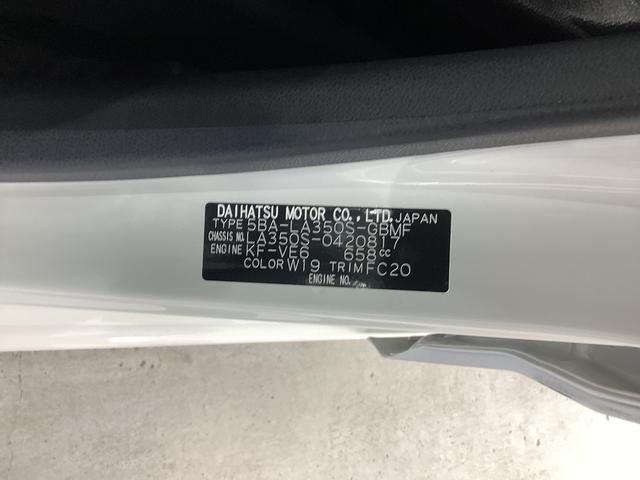 DAIHATSU MOTOR CO., LTD. JAPAN
TYPE 5BA-LA350S-GBMF
CHASSIS NO. LA350S-0420817
ENGINE KF-VE6 658cc
COLOR W19 TRIM FC20
ENGINE NO.